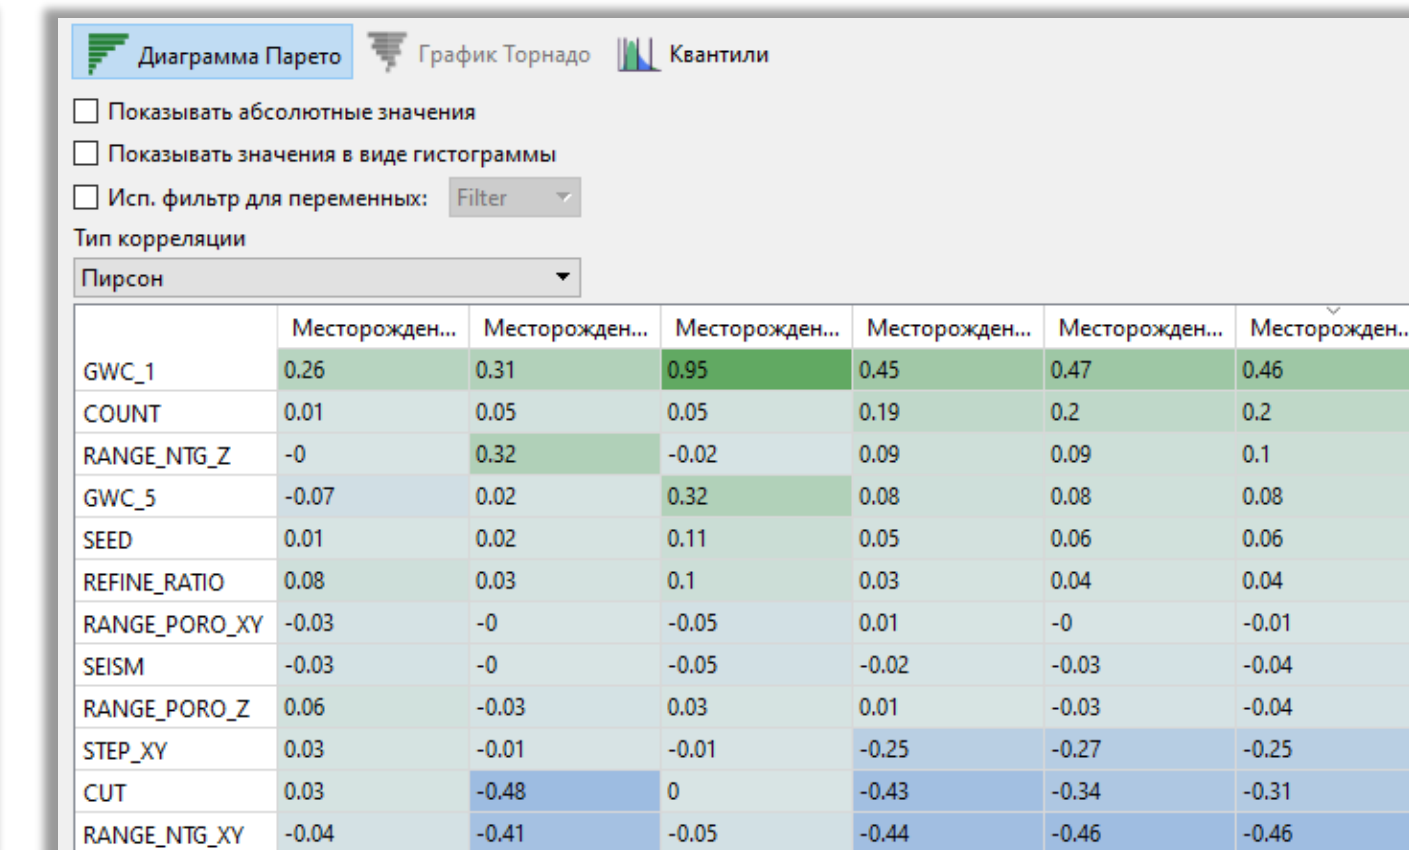 Диаграмма Парето График Торнадо Квантили
Показывать абсолютные значения
Показывать значения в виде гистограммы
Исп. фильтр для переменных: Filter
Тип корреляции
Пирсон
Месторожден... Месторожден... Месторожден... Месторожден... Месторожден... Месторожден...
GWC_1 0.26 0.31 0.95 0.45 0.47 0.46
COUNT 0.01 0.05 0.05 0.19 0.2 0.2
RANGE_NTG_Z -0 0.32 -0.02 0.09 0.09 0.1
GWC_5 -0.07 0.02 0.32 0.08 0.08 0.08
SEED 0.01 0.02 0.11 0.05 0.06 0.06
REFINE_RATIO 0.08 0.03 0.1 0.03 0.04 0.04
RANGE_PORO_XY -0.03 -0 -0.05 0.01 -0 -0.01
SEISM -0.03 -0 -0.05 -0.02 -0.03 -0.04
RANGE_PORO_Z 0.06 -0.03 0.03 0.01 -0.03 -0.04
STEP_XY 0.03 -0.01 -0.01 -0.25 -0.27 -0.25
CUT 0.03 -0.48 0 -0.43 -0.34 -0.31
RANGE_NTG_XY -0.04 -0.41 -0.05 -0.44 -0.46 -0.46